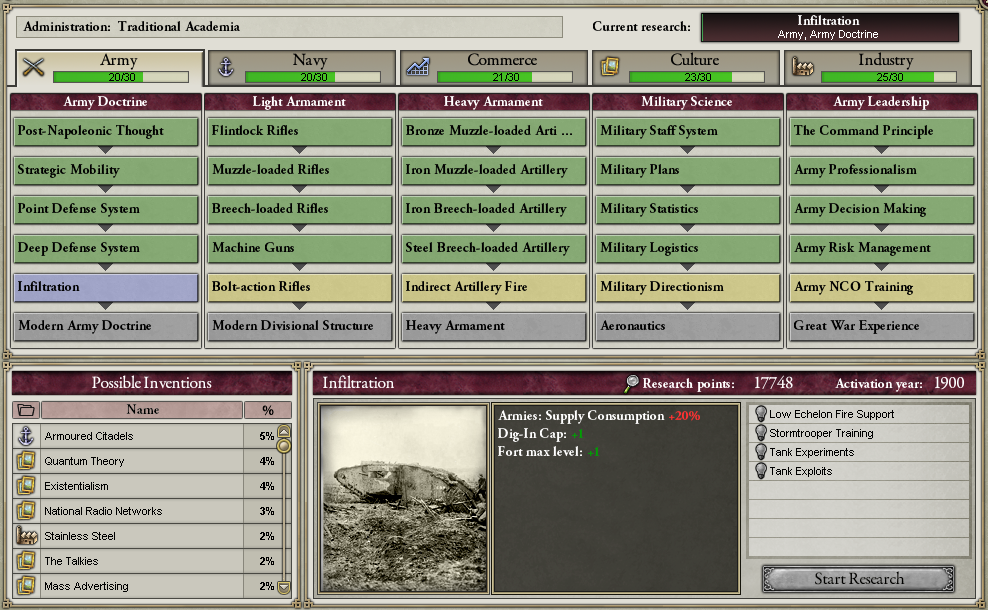 Administration: Traditional Academia
Current research:
Infiltration
Army, Army Doctrine
Army
20/30
Navy
20/30
Commerce
21/30
Culture
23/30
Industry
25/30
Army Doctrine
Light Armament
Heavy Armament
Military Science
Army Leadership
Post-Napoleonic Thought
Flintlock Rifles
Bronze Muzzle-loaded Arti ...
Military Staff System
The Command Principle
Strategic Mobility
Muzzle-loaded Rifles
Iron Muzzle-loaded Artillery
Military Plans
Army Professionalism
Point Defense System
Breech-loaded Rifles
Iron Breech-loaded Artillery
Military Statistics
Army Decision Making
Deep Defense System
Machine Guns
Steel Breech-loaded Artillery
Military Logistics
Army Risk Management
Infiltration
Bolt-action Rifles
Indirect Artillery Fire
Military Directionism
Army NCO Training
Modern Army Doctrine
Modern Divisional Structure
Heavy Armament
Aeronautics
Great War Experience
Possible Inventions
Name
%
Armoured Citadels
5%
Quantum Theory
4%
Existentialism
4%
National Radio Networks
3%
Stainless Steel
2%
The Talkies
2%
Mass Advertising
2%
Infiltration
Research points: 17748
Activation year: 1900
Armies: Supply Consumption +20%
Dig-In Cap: +1
Fort max level: +1
Low Echelon Fire Support
Stormtrooper Training
Tank Experiments
Tank Exploits
Start Research